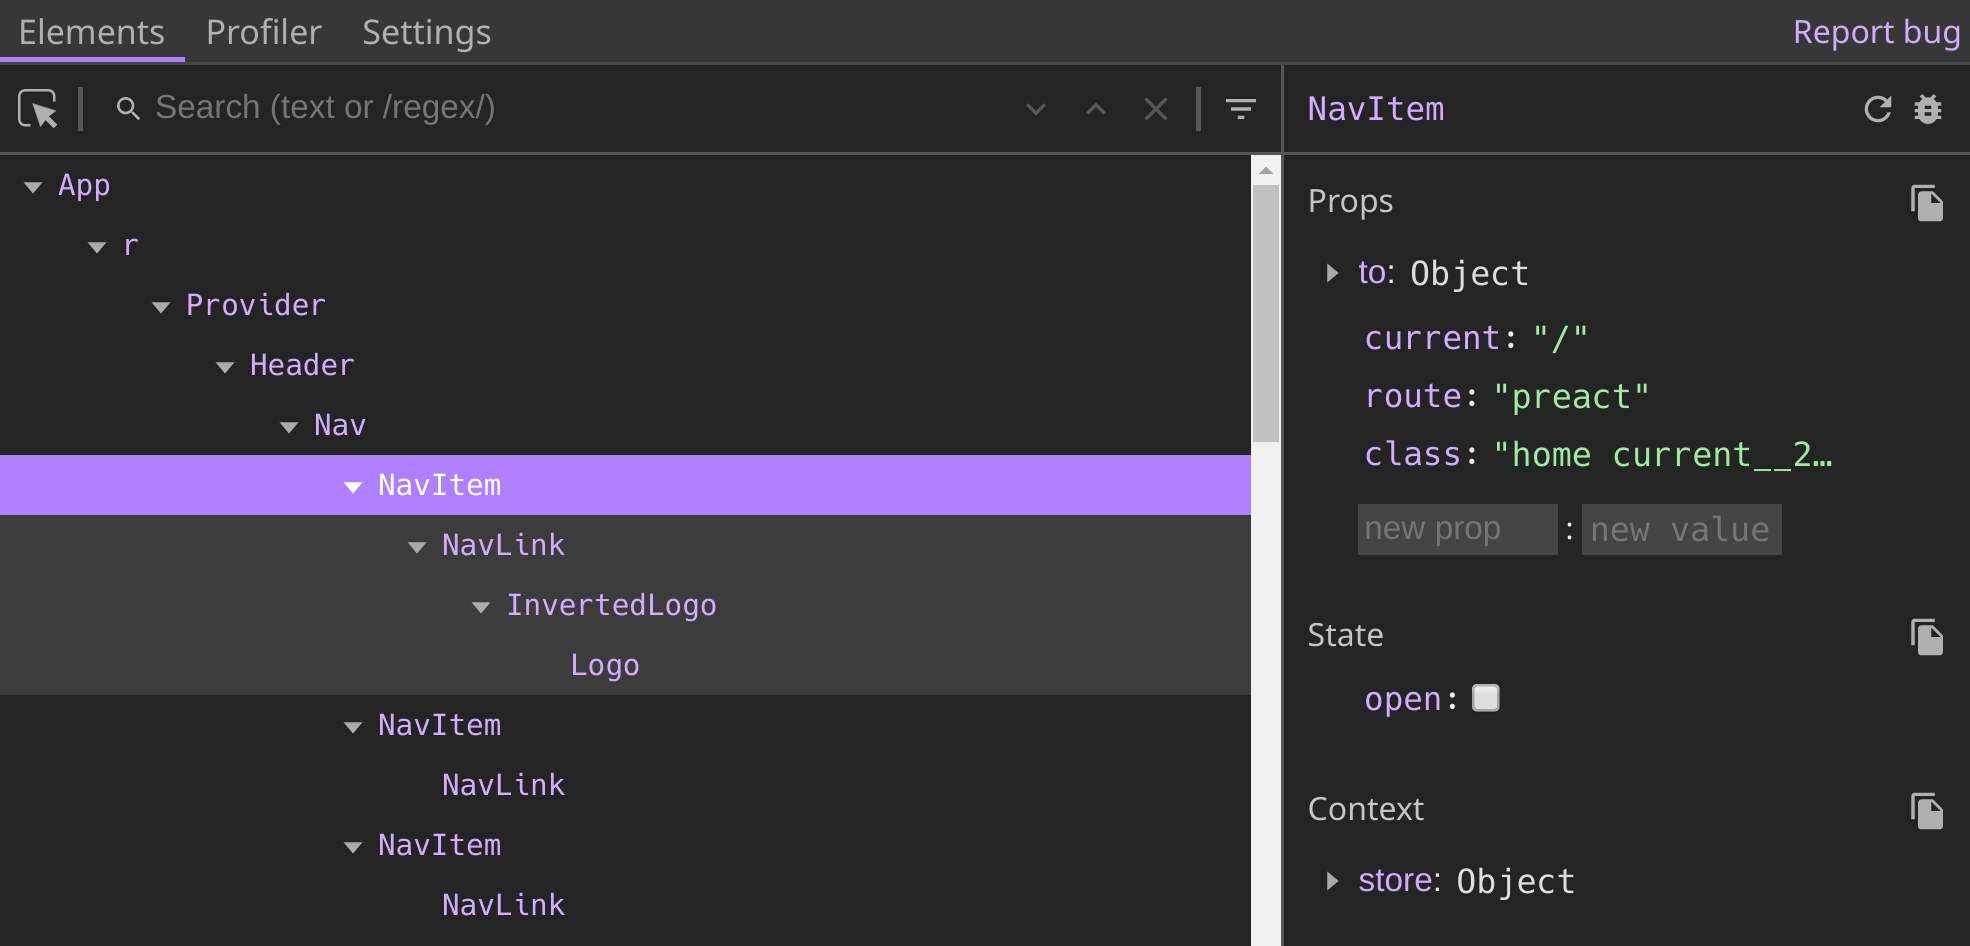 Elements Profiler Settings Report bug
Search (text or /regex/)
App
r
Provider
Header
Nav
NavItem
NavLink
InvertedLogo
Logo
NavItem
NavLink
NavItem
NavLink
NavItem
Props
to: Object
current: "/"
route: "preact"
class: "home current__2…
new prop : new value
State
open:
Context
store: Object